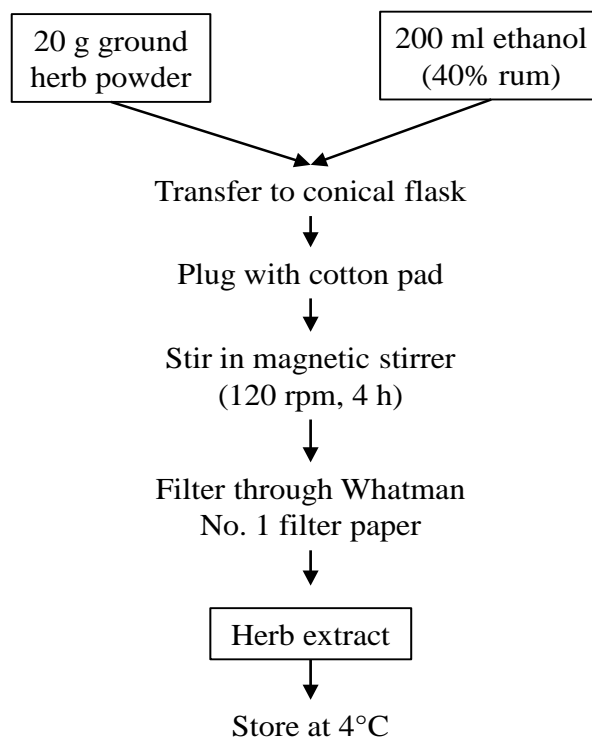 20 g ground
herb powder
200 ml ethanol
(40% rum)
Transfer to conical flask
Plug with cotton pad
Stir in magnetic stirrer
(120 rpm, 4 h)
Filter through Whatman
No. 1 filter paper
Herb extract
Store at 4°C